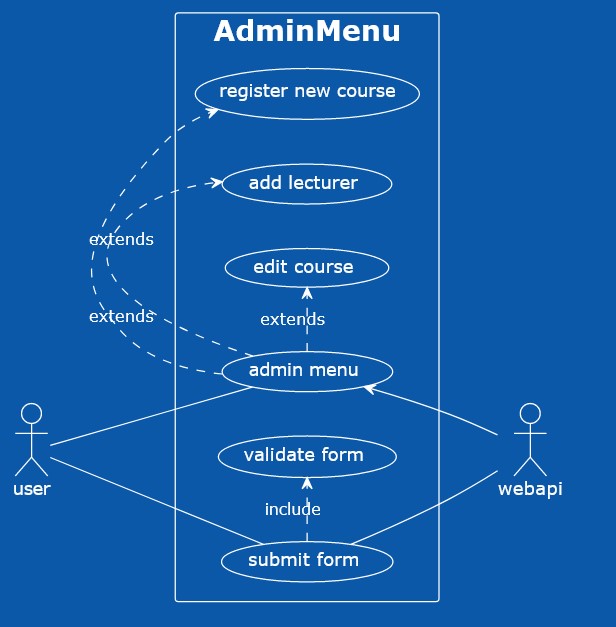 AdminMenu
register new course
add lecturer
extends
edit course
extends
extends
admin menu
validate form
user
webapi
include
submit form